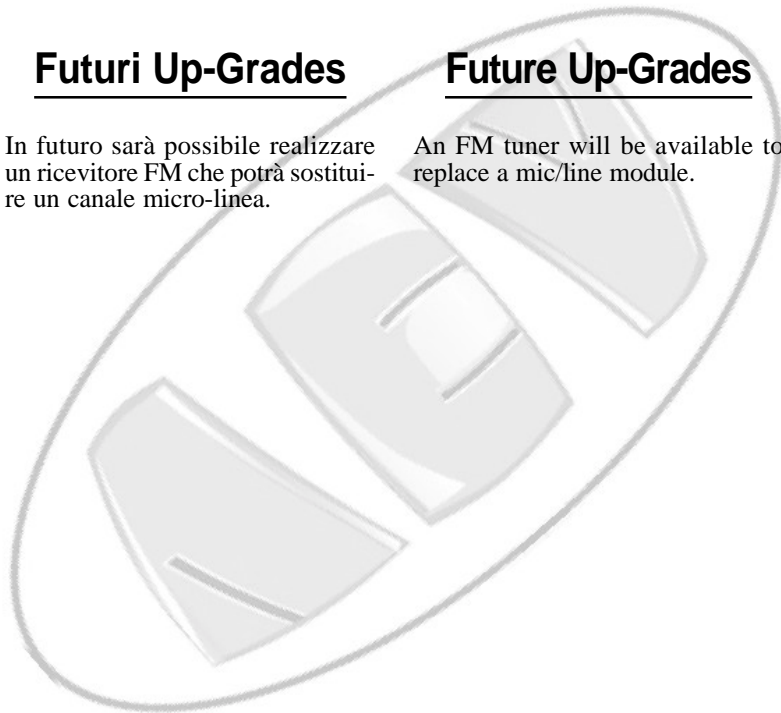 Futuri Up-Grades
In futuro sarà possibile realizzare
un ricevitore FM che potrà sostitui-
re un canale micro-linea.
Future Up-Grades
An FM tuner will be available to
replace a mic/line module.